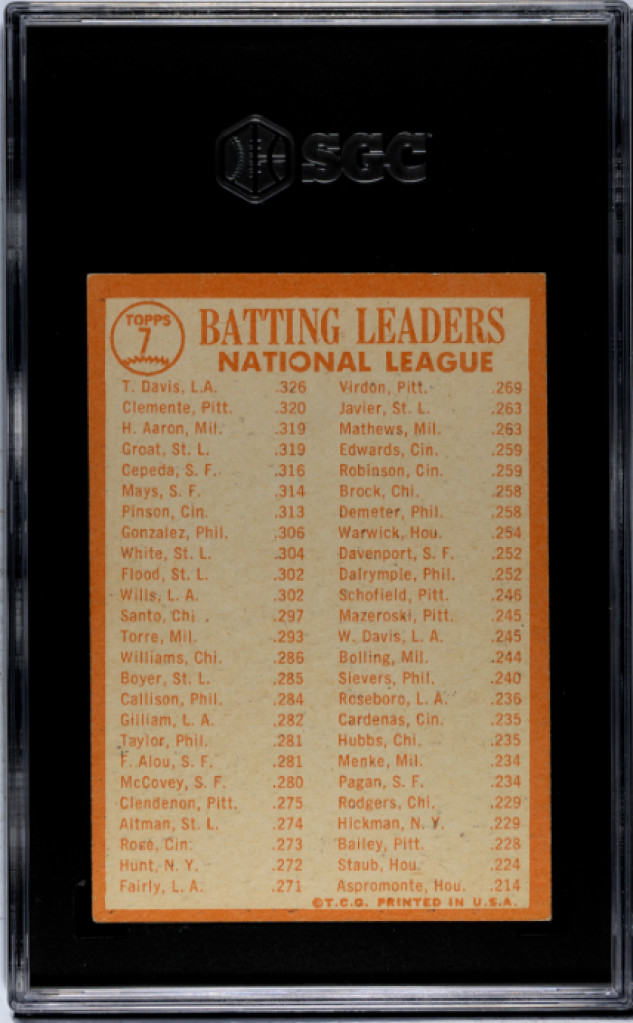 SGC
TOPPS
7
BATTING LEADERS
NATIONAL LEAGUE
T. Davis, L.A. .326 Virdon, Pitt. .269
Clemente, Pitt. .320 Javier, St. L. .263
H. Aaron, Mil. .319 Mathews, Mil. .263
Groat, St. L. .319 Edwards, Cin. .259
Cepeda, S. F. .316 Robinson, Cin. .259
Mays, S. F. .314 Brock, Chi. .258
Pinson, Cin. .313 Demeter, Phil. .258
Gonzalez, Phil. .306 Warwick, Hou. .254
White, St. L. .304 Davenport, S. F. .252
Flood, St. L. .302 Dalrymple, Phil. .252
Wills, L. A. .302 Schofield, Pitt. .246
Santo, Chi . .297 Mazeroski, Pitt. .245
Torre, Mil. .293 W. Davis, L. A. .245
Williams, Chi. .286 Bolling, Mil. .244
Boyer, St. L. .285 Sievers, Phil. .240
Callison, Phil. .284 Roseboro, L. A. .236
Gilliam, L. A. .282 Cardenas, Cin. .235
Taylor, Phil. .281 Hubbs, Chi. .235
F. Alou, S. F. .281 Menke, Mil. .234
McCovey, S. F. .280 Pagan, S. F. .234
Clendenon, Pitt. .275 Rodgers, Chi. .229
Altman, St. L. .274 Hickman, N. Y. .229
Rose, Cin. .273 Bailey, Pitt. .228
Hunt, N. Y. .272 Staub, Hou. .224
Fairly, L. A. .271 Aspromonte, Hou. .214
©T.C.G. PRINTED IN U.S.A.